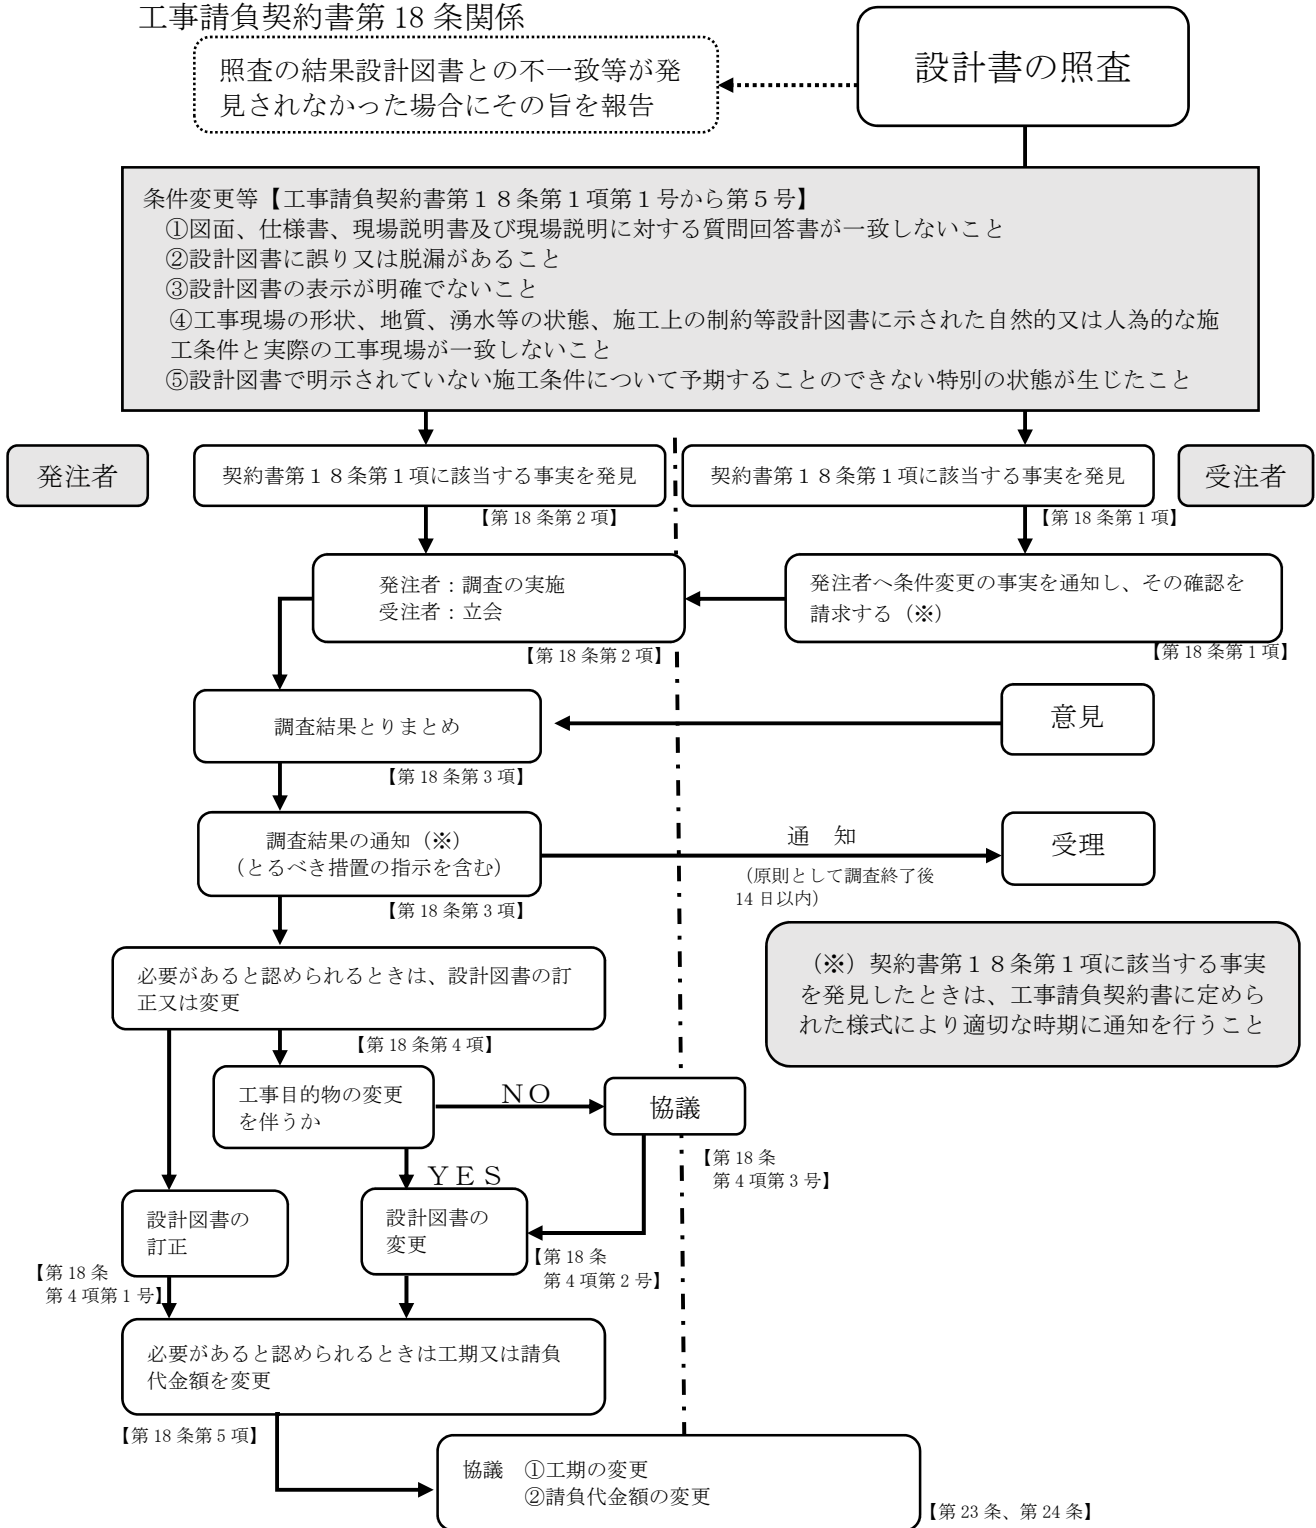 工事請負契約書第 18 条関係
設計書の照査
照査の結果設計図書との不一致等が発
見されなかった場合にその旨を報告
条件変更等【工事請負契約書第１８条第１項第１号から第５号】
①図面、仕様書、現場説明書及び現場説明に対する質問回答書が一致しないこと
②設計図書に誤り又は脱漏があること
③設計図書の表示が明確でないこと
④工事現場の形状、地質、湧水等の状態、施工上の制約等設計図書に示された自然的又は人為的な施
工条件と実際の工事現場が一致しないこと
⑤設計図書で明示されていない施工条件について予期することのできない特別の状態が生じたこと
発注者
契約書第１８条第１項に該当する事実を発見
契約書第１８条第１項に該当する事実を発見
受注者
【第 18 条第 2 項】
【第 18 条第 1 項】
発注者：調査の実施
受注者：立会
発注者へ条件変更の事実を通知し、その確認を
請求する（※）
【第 18 条第 2 項】
【第 18 条第 1 項】
調査結果とりまとめ
意見
【第 18 条第 3 項】
調査結果の通知（※）
（とるべき措置の指示を含む）
通　知
（原則として調査終了後
14 日以内）
受理
【第 18 条第 3 項】
（※）契約書第１８条第１項に該当する事実
を発見したときは、工事請負契約書に定めら
れた様式により適切な時期に通知を行うこと
必要があると認められるときは、設計図書の訂
正又は変更
【第 18 条第 4 項】
工事目的物の変更
を伴うか
ＮＯ
協議
【第 18 条
第 4 項第 3 号】
ＹＥＳ
設計図書の
訂正
設計図書の
変更
【第 18 条
第 4 項第 1 号】
【第 18 条
第 4 項第 2 号】
必要があると認められるときは工期又は請負
代金額を変更
【第 18 条第 5 項】
協議　①工期の変更
②請負代金額の変更
【第 23 条、第 24 条】